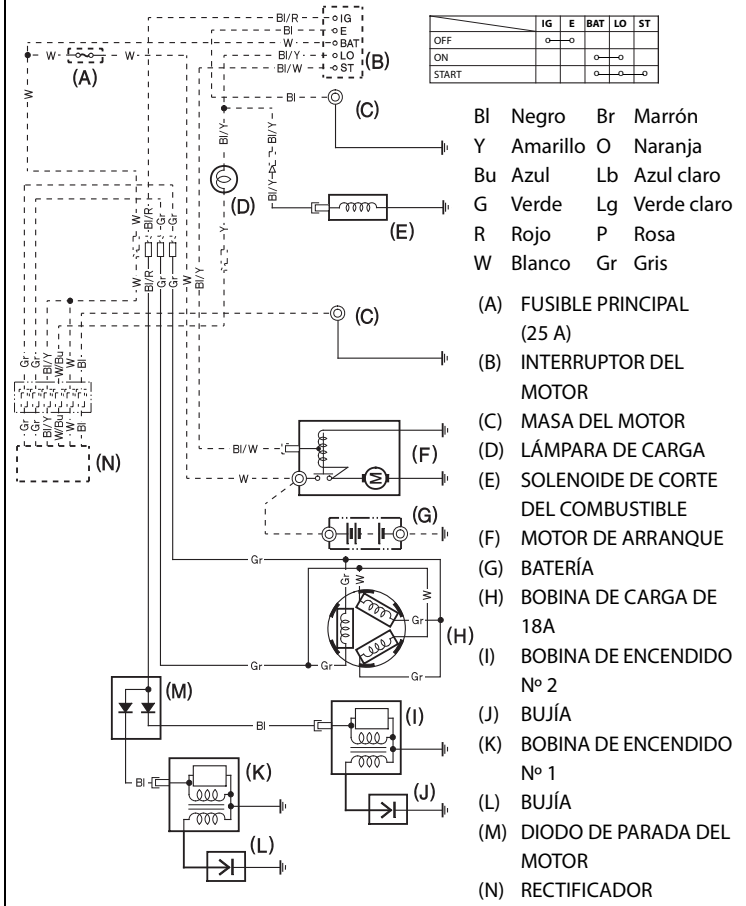 IG E BAT LO ST
OFF
ON
START
Bl/R IG
Bl E
W BAT
Bl/Y LO
Bl/W ST
(B)
W W
(A)
W
Bl
(C)
Bl/Y
Bl/Y
Bl/Y
(D)
(E)
Y
W
Bl/R
Gr
Gr
W
Bl/R
Gr
Gr
W
Bl/Y
(C)
Gr
Gr
Bl/Y
W/Bu
W
Bl
Gr
Gr
Bl/Y
W/Bu
W
Bl
(N)
Bl/W
W
M
(F)
(G)
Gr
Gr
W
W
Gr
(H)
Gr
Gr
Gr
(M)
Bl
(I)
(J)
Bl
(K)
(L)
Bl Negro Br Marrón
Y Amarillo O Naranja
Bu Azul Lb Azul claro
G Verde Lg Verde claro
R Rojo P Rosa
W Blanco Gr Gris
(A) FUSIBLE PRINCIPAL
(25 A)
(B) INTERRUPTOR DEL
MOTOR
(C) MASA DEL MOTOR
(D) LÁMPARA DE CARGA
(E) SOLENOIDE DE CORTE
DEL COMBUSTIBLE
(F) MOTOR DE ARRANQUE
(G) BATERÍA
(H) BOBINA DE CARGA DE
18A
(I) BOBINA DE ENCENDIDO
Nº 2
(J) BUJÍA
(K) BOBINA DE ENCENDIDO
Nº 1
(L) BUJÍA
(M) DIODO DE PARADA DEL
MOTOR
(N) RECTIFICADOR